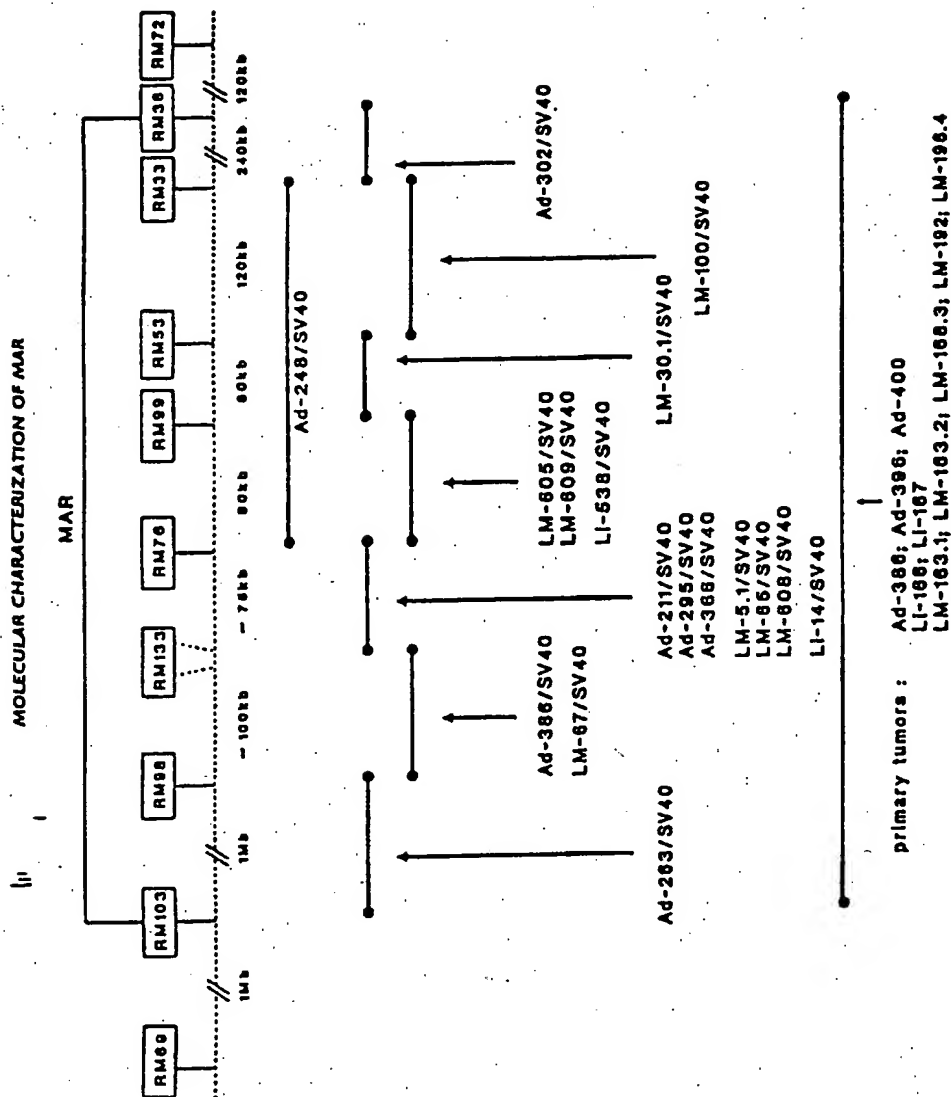 MOLECULAR CHARACTERIZATION OF MAR
MAR
RM69 RM103 RM98 RM133 RM76 RM99 RM53 RM33 RM36 RM72
1Mb 1Mb ~100kb ~75kb 80kb 60kb 120kb 240kb 120kb
Ad-248/SV40
Ad-302/SV40
Ad-263/SV40
Ad-386/SV40
LM-67/SV40
Ad-211/SV40
Ad-295/SV40
Ad-368/SV40
LM-5.1/SV40
LM-65/SV40
LM-608/SV40
LI-14/SV40
LM-605/SV40
LM-609/SV40
LI-538/SV40
LM-30.1/SV40
LM-100/SV40
primary tumors :
Ad-386; Ad-396; Ad-400
LI-166; LI-167
LM-163.1; LM-163.2; LM-168.3; LM-192; LM-196.4